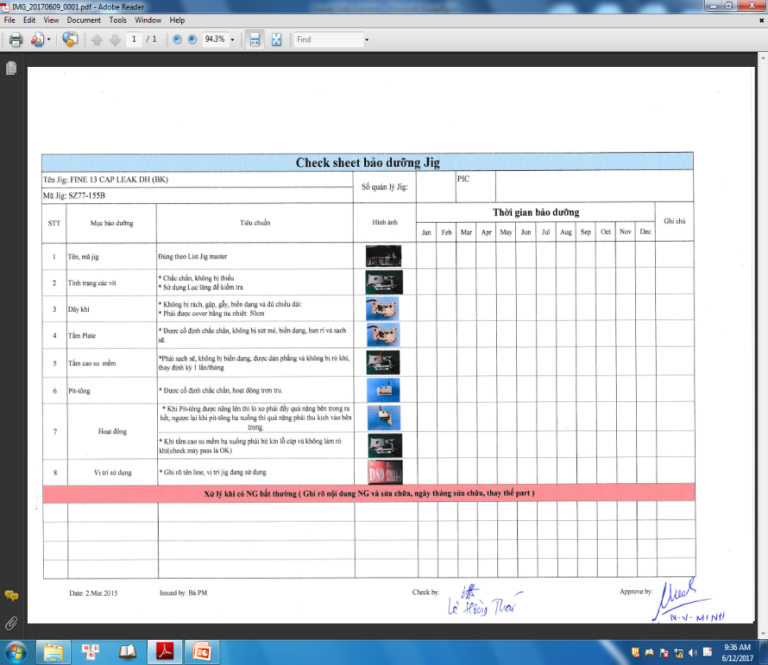 IMG_20170609_0001.pdf - Adobe Reader
File Edit View Document Tools Window Help
1 / 1 94.3% Find
Check sheet bảo dưỡng Jig
Tên Jig: FINE 13 CAP LEAK DH (BK)
Số quản lý Jig:
PIC
Mã Jig: SZ77-155B
STT
Mục bảo dưỡng
Tiêu chuẩn
Hình ảnh
Thời gian bảo dưỡng
Ghi chú
Jan Feb Mar Apr May Jun Jul Aug Sep Oct Nov Dec
1 Tên, mã jig Đúng theo List Jig master
2 Tình trạng các vít
* Chắc chắn, không bị thiếu
* Sử dụng Lục lăng để kiểm tra
3 Dây khí
* Không bị rách, gập, gẫy, biến dạng và đủ chiều dài:
* Phải được cover bằng tíu nhiệt: 50cm
4 Tấm Plate
* Được cố định chắc chắn, không bị sứt mẻ, biến dạng, han rỉ và sạch
sẽ.
5 Tấm cao su mềm
*Phải sạch sẽ, không bị biến dạng, được dán phẳng và không bị rò khí,
thay định kỳ 1 lần/tháng
6 Pít-tông * Được cố định chắc chắn, hoạt động trơn tru.
7 Hoạt động
* Khi Pít-tông được nâng lên thì lò xo phải đẩy quả nặng bên trong ra
hết, ngược lại khi pít-tông hạ xuống thì quả nặng phải thu kịch vào bên
trong.
* Khi tấm cao su mềm hạ xuống phải bịt kín lỗ cáp và không làm rò
khí(check máy pass là OK)
8 Vị trí sử dụng * Ghi rõ tên line, vị trí jig đang sử dụng
Xử lý khi có NG bất thường ( Ghi rõ nội dung NG và sửa chữa, ngày tháng sửa chữa, thay thế part )
Date: 2 Mar 2015 Issued by: Bá PM Check by: Approve by:
Lê Hồng Thái
N-V-MINH
9:36 AM
6/12/2017